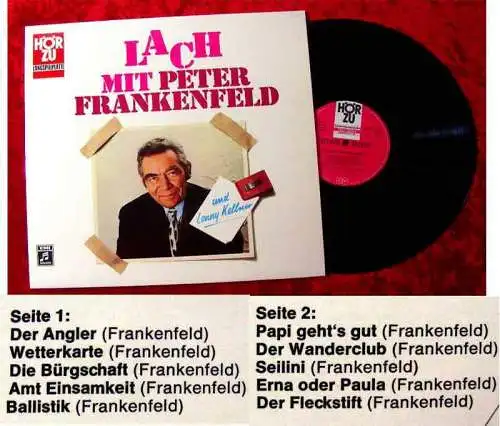 HÖR
ZU
LANGSPIELPLATTE
LACH
MIT PETER
FRANKENFELD
und
Lonny Kellner
EMI
HÖR
ZU
Seite 1:
Der Angler (Frankenfeld)
Wetterkarte (Frankenfeld)
Die Bürgschaft (Frankenfeld)
Amt Einsamkeit (Frankenfeld)
Ballistik (Frankenfeld)
Seite 2:
Papi geht's gut (Frankenfeld)
Der Wanderclub (Frankenfeld)
Seilini (Frankenfeld)
Erna oder Paula (Frankenfeld)
Der Fleckstift (Frankenfeld)